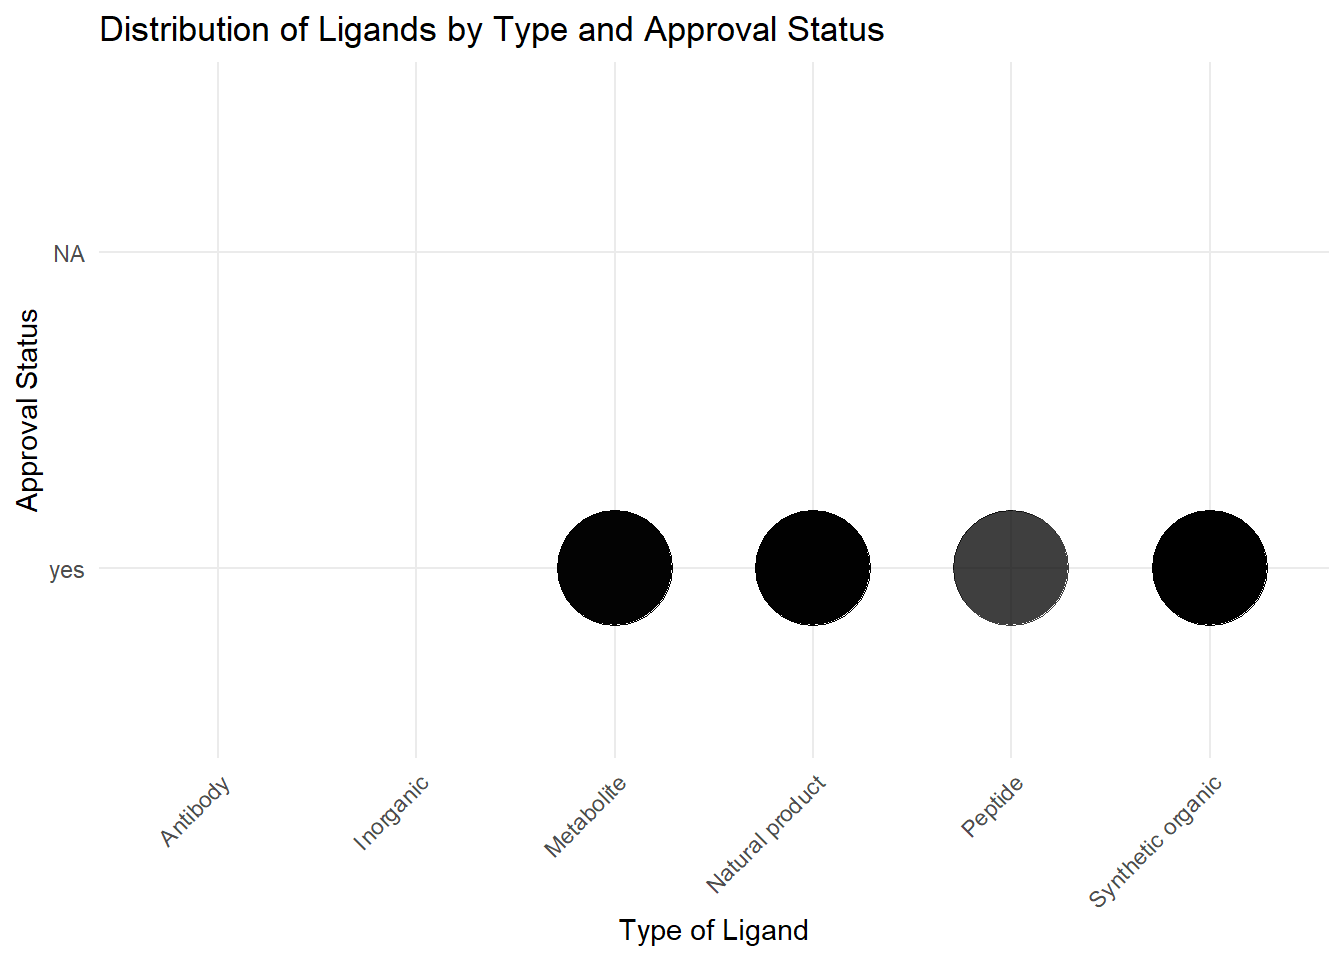 Distribution of Ligands by Type and Approval Status
Approval Status
NA
yes
Antibody
Inorganic
Metabolite
Natural product
Peptide
Synthetic organic
Type of Ligand